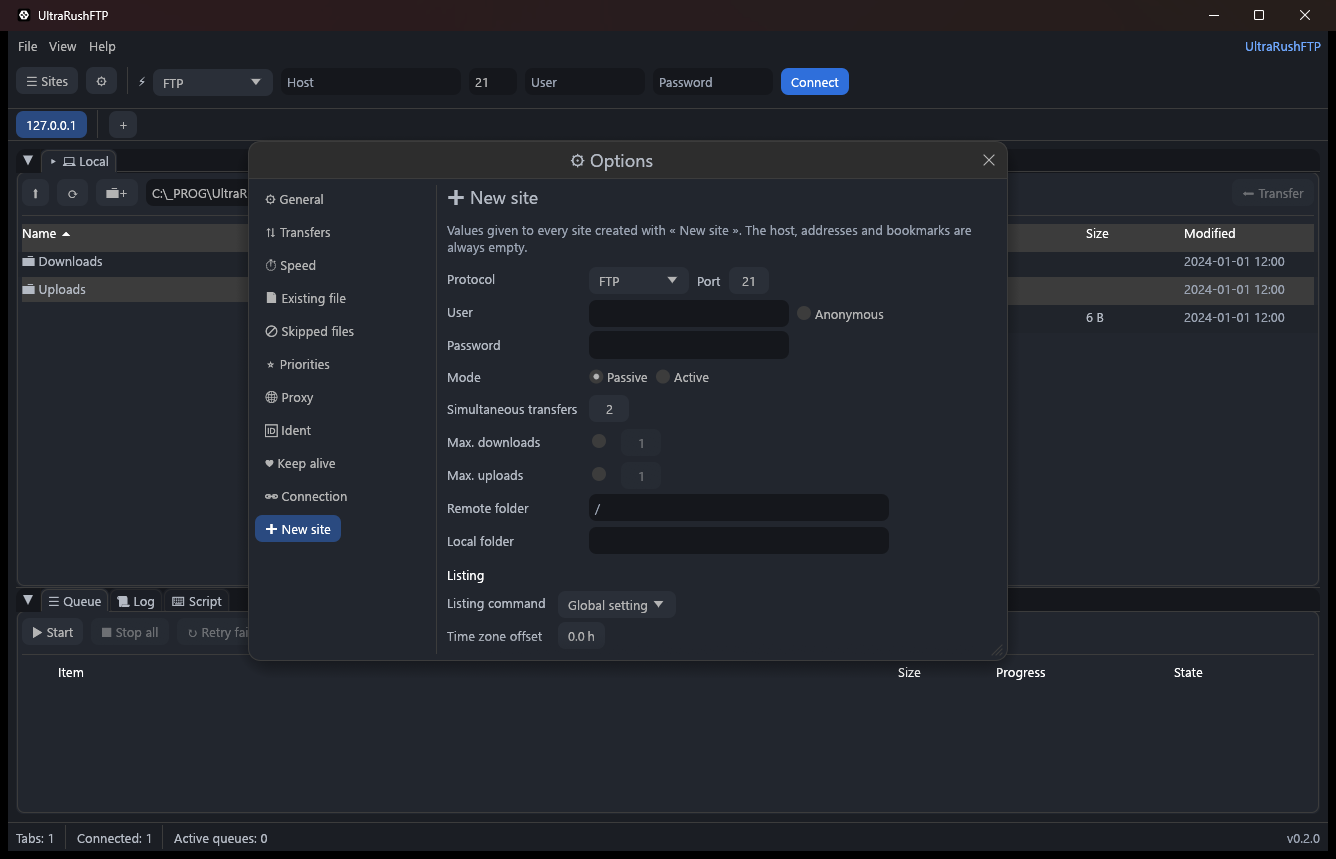 UltraRushFTP
File View Help UltraRushFTP
Sites FTP Host 21 User Password Connect
127.0.0.1 +
Local
C:\_PROG\UltraR Transfer
Name Size Modified
Downloads 2024-01-01 12:00
Uploads 2024-01-01 12:00
6 B 2024-01-01 12:00
Options
General
Transfers
Speed
Existing file
Skipped files
Priorities
Proxy
ID Ident
Keep alive
Connection
New site
New site
Values given to every site created with « New site ». The host, addresses and bookmarks are
always empty.
Protocol FTP Port 21
User Anonymous
Password
Mode Passive Active
Simultaneous transfers 2
Max. downloads 1
Max. uploads 1
Remote folder /
Local folder
Listing
Listing command Global setting
Time zone offset 0.0 h
Queue Log Script
Start Stop all Retry fai
Item Size Progress State
Tabs: 1 Connected: 1 Active queues: 0 v0.2.0